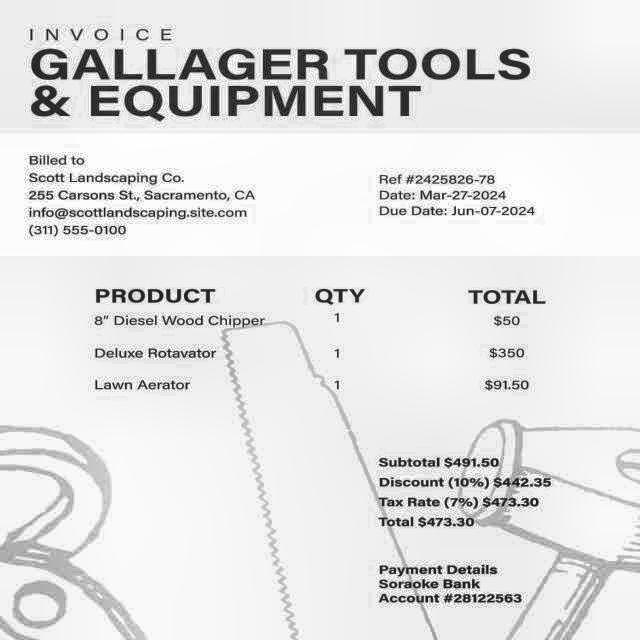 INVOICE
GALLAGER TOOLS
& EQUIPMENT
Billed to
Scott Landscaping Co.
255 Carsons St., Sacramento, CA
info@scottlandscaping.site.com
(311) 555-0100
Ref #2425826-78
Date: Mar-27-2024
Due Date: Jun-07-2024
PRODUCT QTY TOTAL
8” Diesel Wood Chipper 1 $50
Deluxe Rotavator 1 $350
Lawn Aerator 1 $91.50
Subtotal $491.50
Discount (10%) $442.35
Tax Rate (7%) $473.30
Total $473.30
Payment Details
Soraoke Bank
Account #28122563